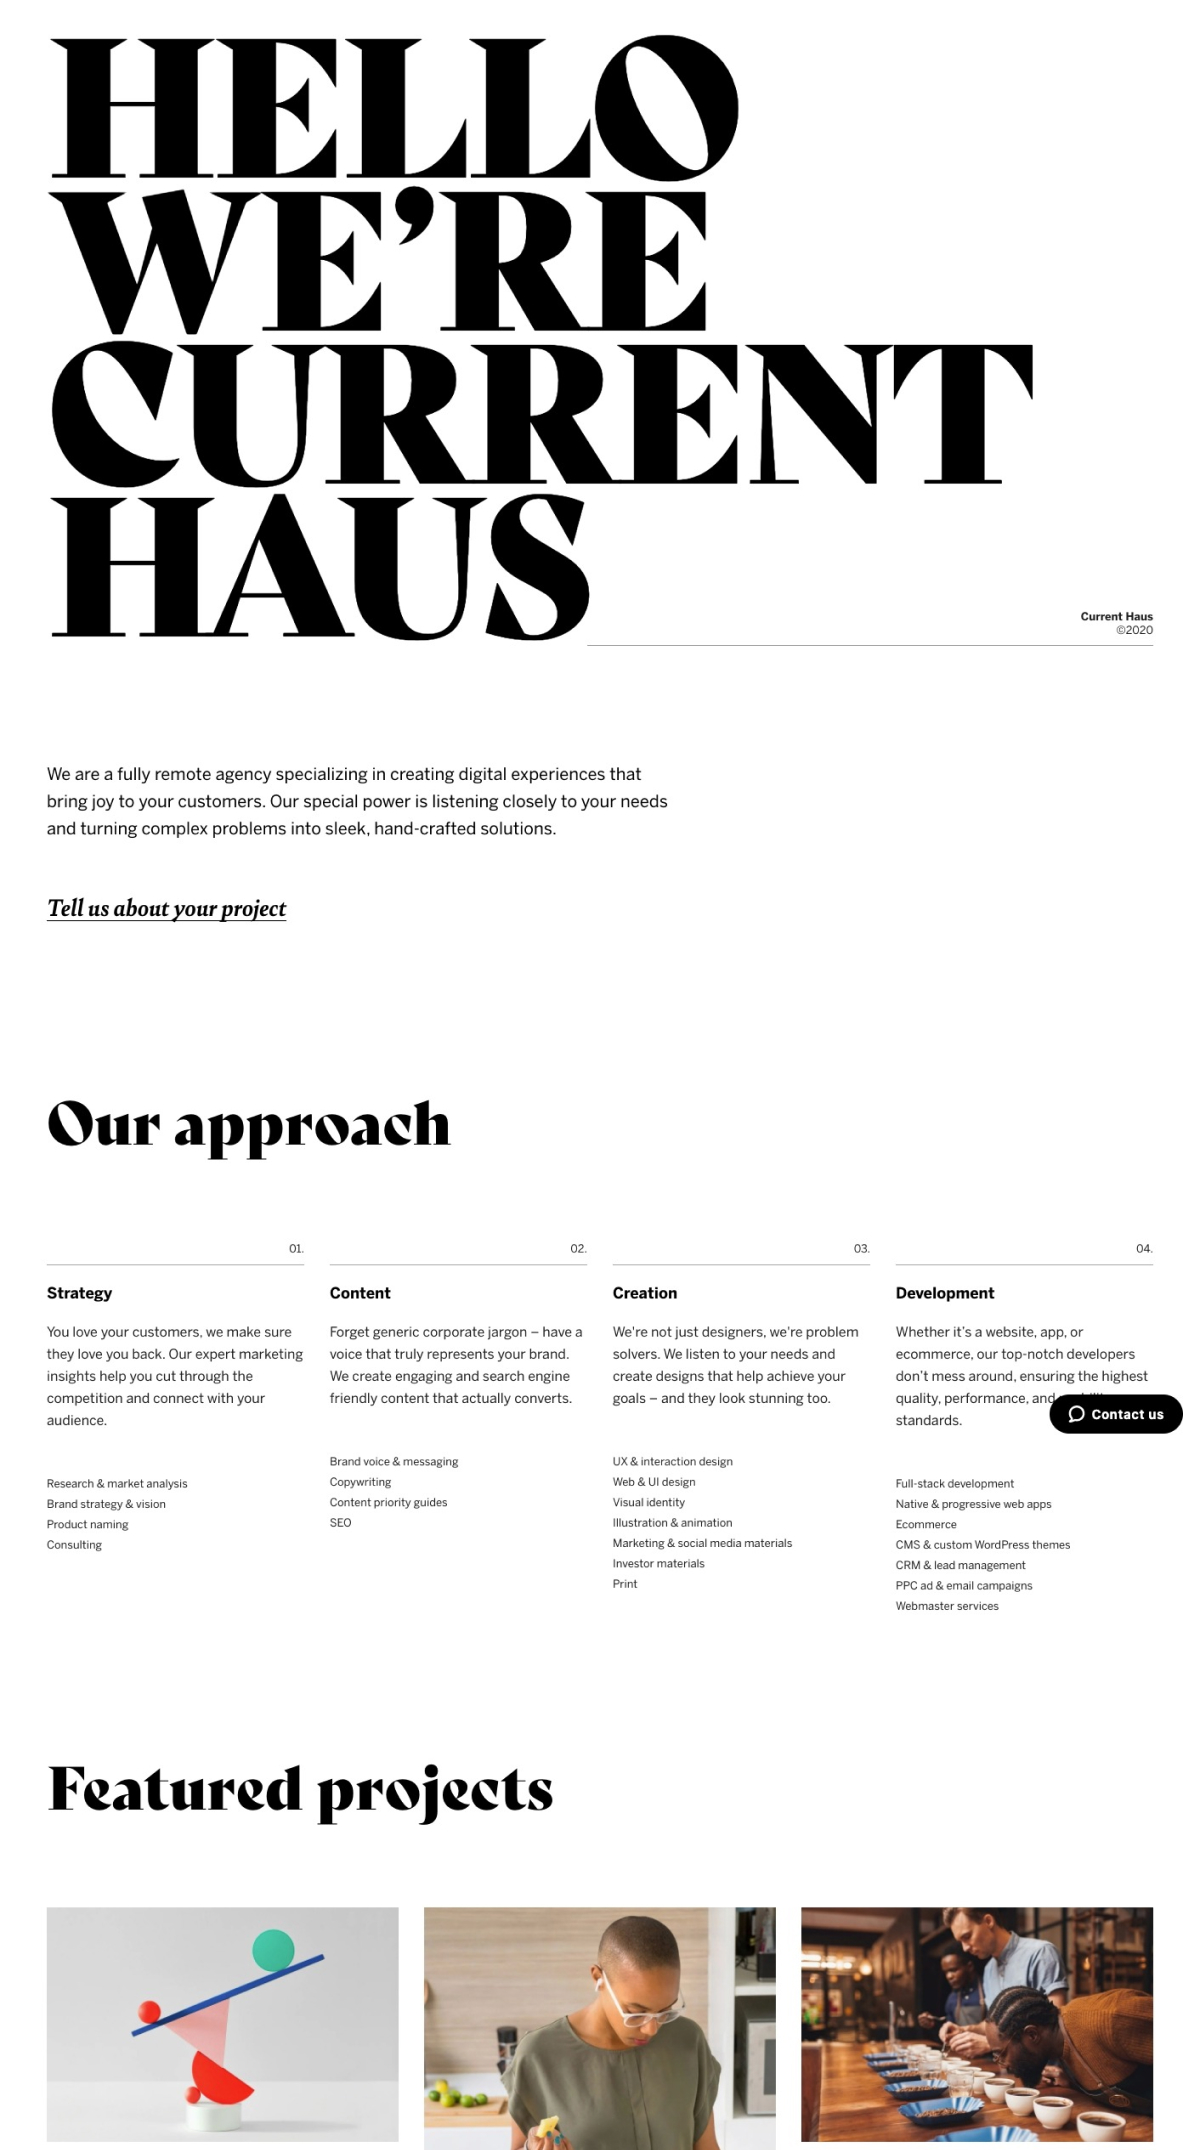 HELLO
WE’RE
CURRENT
HAUS
Current Haus
©2020
We are a fully remote agency specializing in creating digital experiences that
bring joy to your customers. Our special power is listening closely to your needs
and turning complex problems into sleek, hand-crafted solutions.
Tell us about your project
Our approach
01.
Strategy
You love your customers, we make sure
they love you back. Our expert marketing
insights help you cut through the
competition and connect with your
audience.
Research & market analysis
Brand strategy & vision
Product naming
Consulting
02.
Content
Forget generic corporate jargon – have a
voice that truly represents your brand.
We create engaging and search engine
friendly content that actually converts.
Brand voice & messaging
Copywriting
Content priority guides
SEO
03.
Creation
We're not just designers, we're problem
solvers. We listen to your needs and
create designs that help achieve your
goals – and they look stunning too.
UX & interaction design
Web & UI design
Visual identity
Illustration & animation
Marketing & social media materials
Investor materials
Print
04.
Development
Whether it’s a website, app, or
ecommerce, our top-notch developers
don’t mess around, ensuring the highest
quality, performance, and
standards.
Contact us
Full-stack development
Native & progressive web apps
Ecommerce
CMS & custom WordPress themes
CRM & lead management
PPC ad & email campaigns
Webmaster services
Featured projects